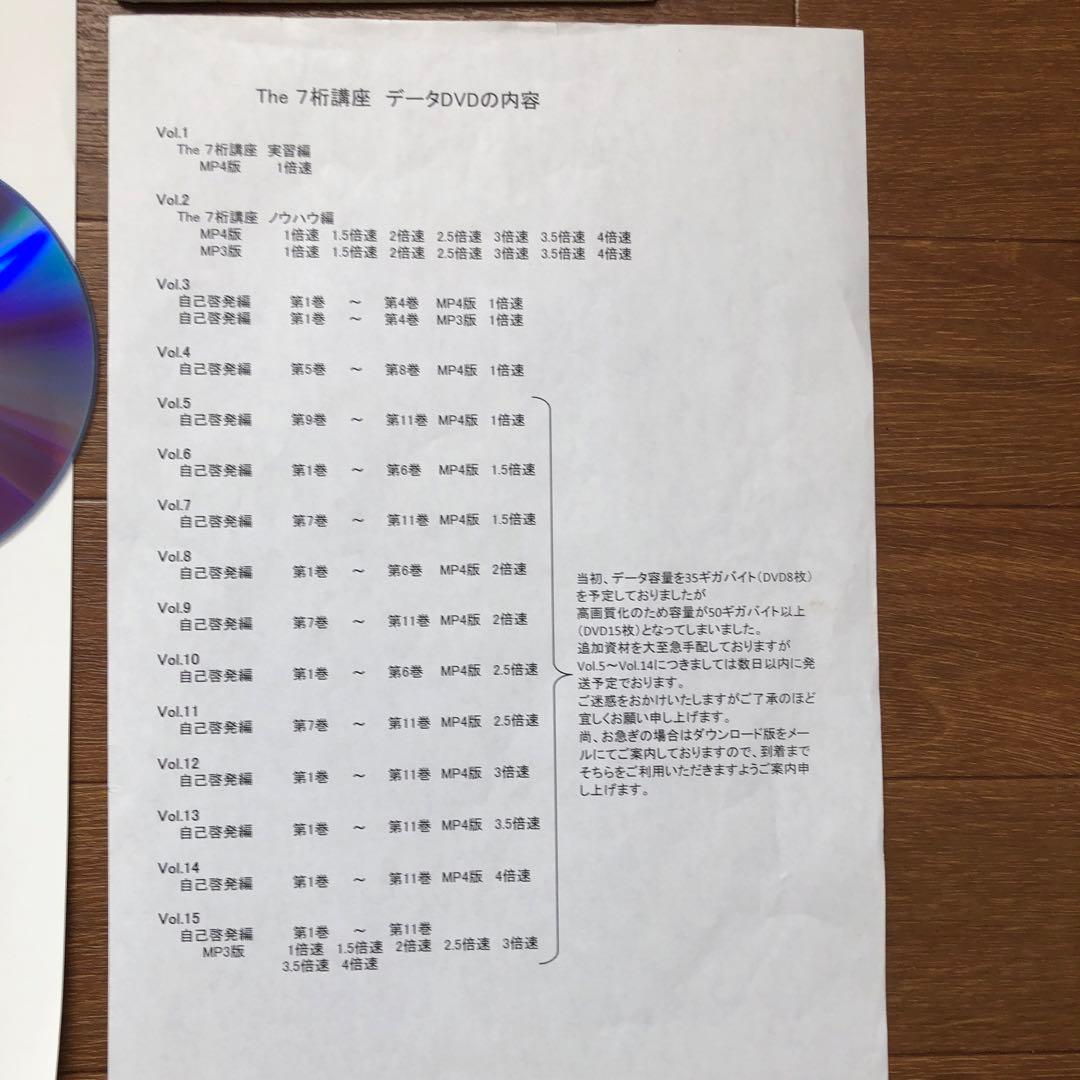 The 7桁講座 データDVDの内容
Vol.1
The 7桁講座 実習編
MP4版 1倍速
Vol.2
The 7桁講座 ノウハウ編
MP4版 1倍速 1.5倍速 2倍速 2.5倍速 3倍速 3.5倍速 4倍速
MP3版 1倍速 1.5倍速 2倍速 2.5倍速 3倍速 3.5倍速 4倍速
Vol.3
自己啓発編 第1巻 ～ 第4巻 MP4版 1倍速
自己啓発編 第1巻 ～ 第4巻 MP3版 1倍速
Vol.4
自己啓発編 第5巻 ～ 第8巻 MP4版 1倍速
Vol.5
自己啓発編 第9巻 ～ 第11巻 MP4版 1倍速
Vol.6
自己啓発編 第1巻 ～ 第6巻 MP4版 1.5倍速
Vol.7
自己啓発編 第7巻 ～ 第11巻 MP4版 1.5倍速
Vol.8
自己啓発編 第1巻 ～ 第6巻 MP4版 2倍速
Vol.9
自己啓発編 第7巻 ～ 第11巻 MP4版 2倍速
Vol.10
自己啓発編 第1巻 ～ 第6巻 MP4版 2.5倍速
Vol.11
自己啓発編 第7巻 ～ 第11巻 MP4版 2.5倍速
Vol.12
自己啓発編 第1巻 ～ 第11巻 MP4版 3倍速
Vol.13
自己啓発編 第1巻 ～ 第11巻 MP4版 3.5倍速
Vol.14
自己啓発編 第1巻 ～ 第11巻 MP4版 4倍速
Vol.15
自己啓発編 第1巻 ～ 第11巻
MP3版 1倍速 1.5倍速 2倍速 2.5倍速 3倍速
3.5倍速 4倍速
当初、データ容量を35ギガバイト（DVD8枚）
を予定しておりましたが
高画質化のため容量が50ギガバイト以上
（DVD15枚）となってしまいました。
追加資材を大至急手配しておりますが
Vol.5～Vol.14につきましては数日以内に発
送予定でおります。
ご迷惑をおかけいたしますがご了承のほど
宜しくお願い申し上げます。
尚、お急ぎの場合はダウンロード版をメー
ルにてご案内しておりますので、到着まで
そちらをご利用いただきますようご案内申
し上げます。